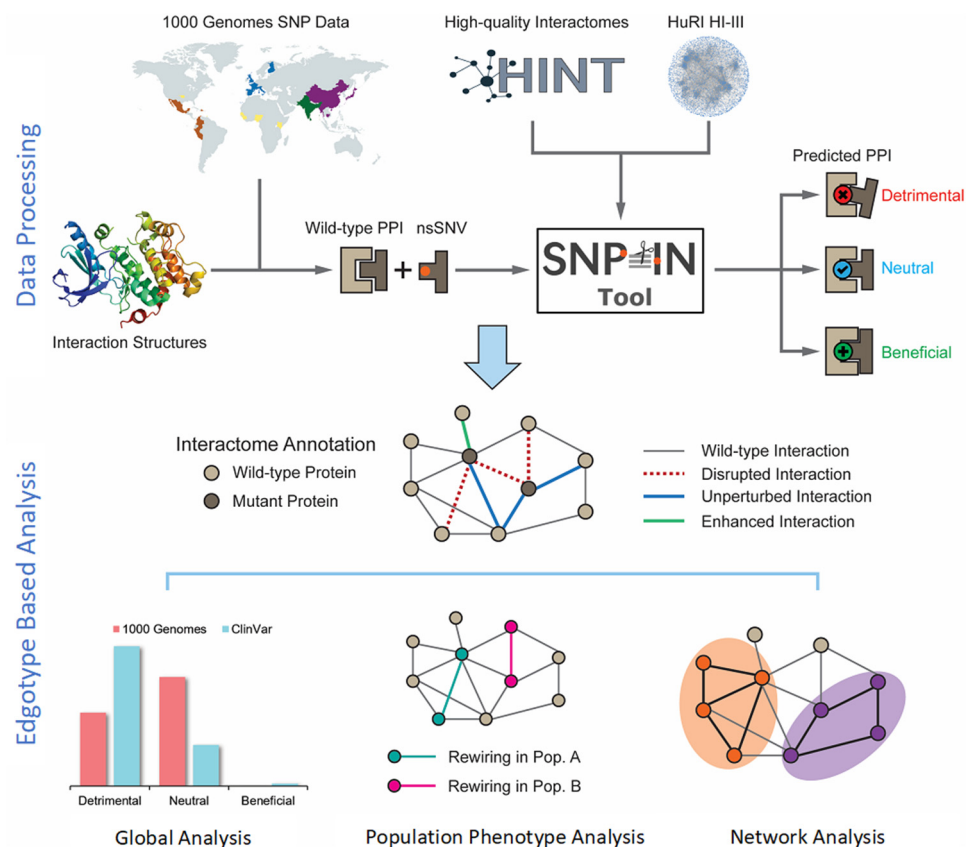 1000 Genomes SNP Data
High-quality Interactomes
HuRI HI-III
HINT
Data Processing
Predicted PPI
Detrimental
Wild-type PPI
nsSNV
+
SNP-IN
Tool
Neutral
Interaction Structures
Beneficial
Edgotype Based Analysis
Interactome Annotation
Wild-type Protein
Mutant Protein
Wild-type Interaction
Disrupted Interaction
Unperturbed Interaction
Enhanced Interaction
1000 Genomes
ClinVar
Detrimental
Neutral
Beneficial
Rewiring in Pop. A
Rewiring in Pop. B
Global Analysis
Population Phenotype Analysis
Network Analysis